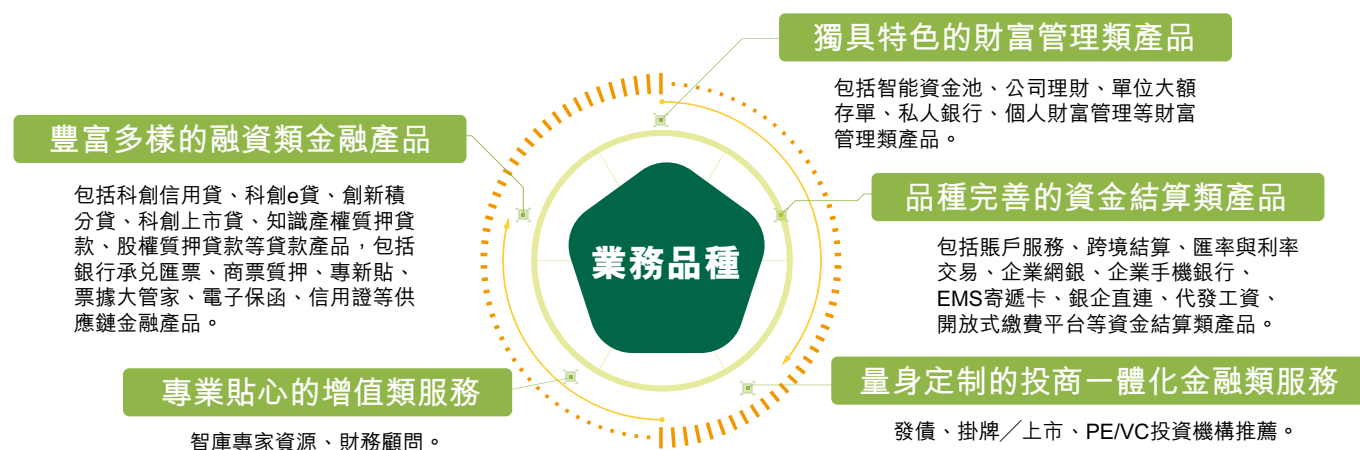 獨具特色的財富管理類產品
包括智能資金池、公司理財、單位大額
存單、私人銀行、個人財富管理等財富
管理類產品。
豐富多樣的融資類金融產品
包括科創信用貸、科創e貸、創新積
分貸、科創上市貸、知識產權質押貸
款、股權質押貸款等貸款產品，包括
銀行承兑匯票、商票質押、專新貼、
票據大管家、電子保函、信用證等供
應鏈金融產品。
業務品種
品種完善的資金結算類產品
包括賬戶服務、跨境結算、匯率與利率
交易、企業網銀、企業手機銀行、
EMS寄遞卡、銀企直連、代發工資、
開放式繳費平台等資金結算類產品。
專業貼心的增值類服務
智庫專家資源、財務顧問。
量身定制的投商一體化金融類服務
發債、掛牌／上市、PE/VC投資機構推薦。